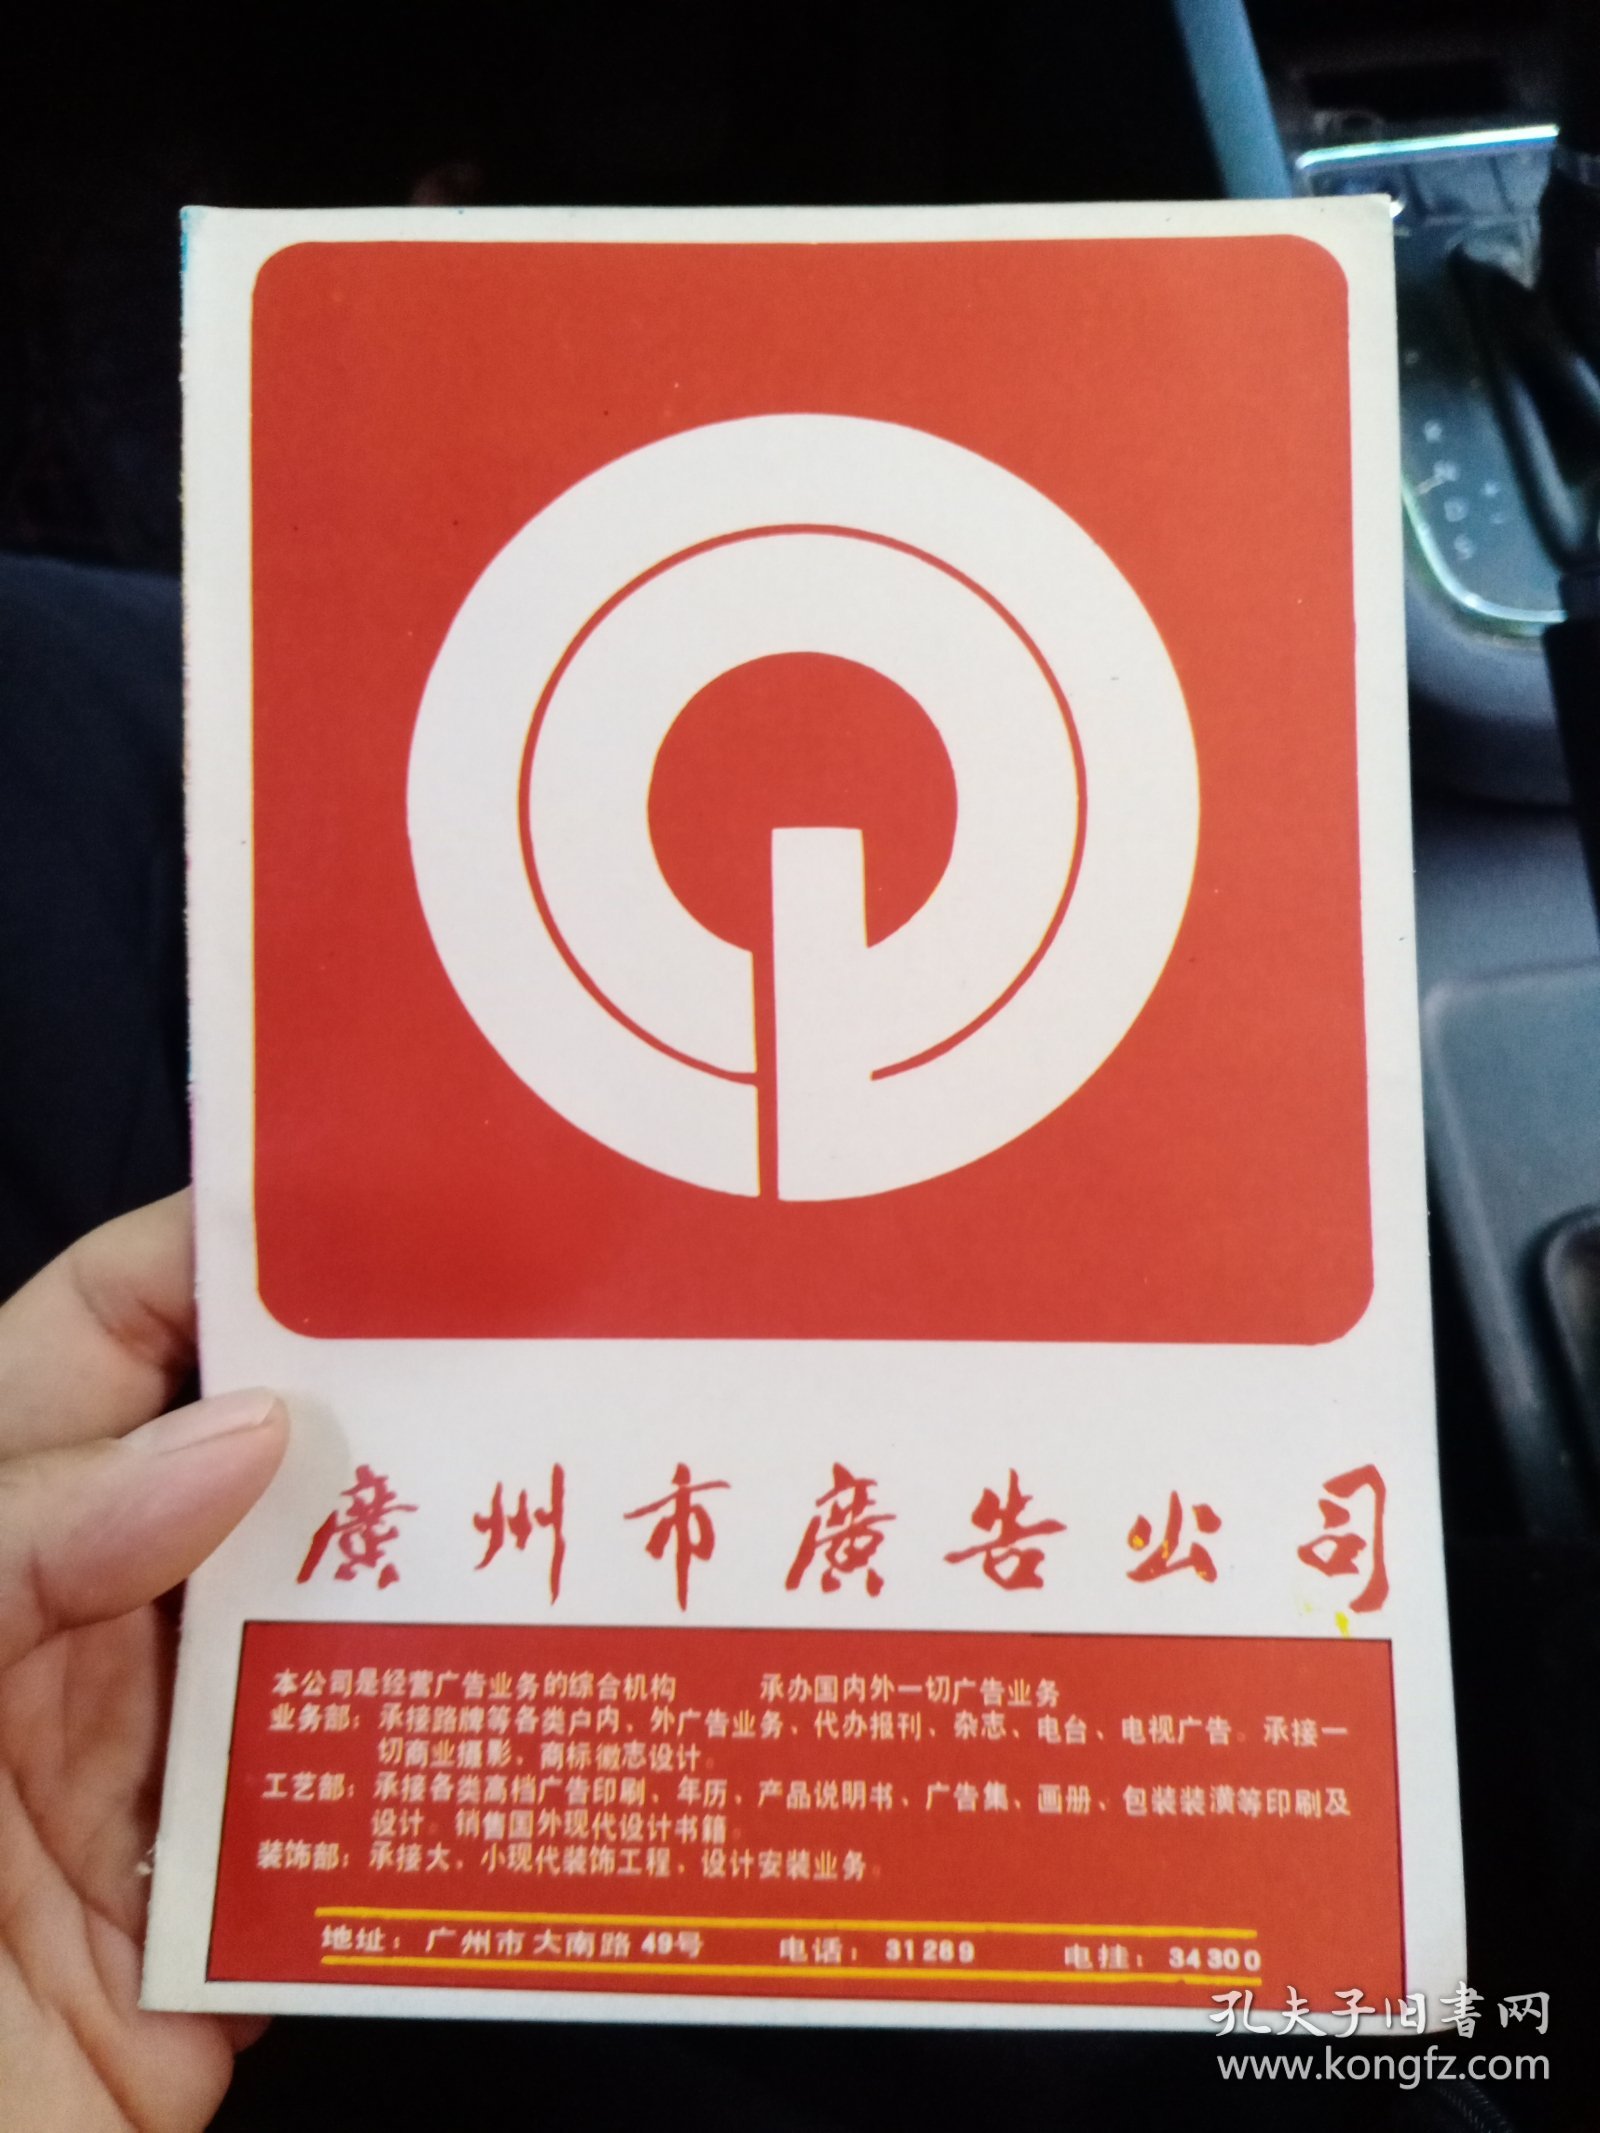 廣州市廣告公司
本公司是经营广告业务的综合机构 承办国内外一切广告业务
业务部：承接路牌等各类户内、外广告业务、代办报刊、杂志、电台、电视广告。承接一
切商业摄影、商标徽志设计。
工艺部：承接各类高档广告印刷、年历、产品说明书、广告集、画册、包装装潢等印刷及
设计。销售国外现代设计书籍。
装饰部：承接大、小现代装饰工程、设计安装业务。
地址：广州市大南路49号 电话：31289 电挂：34300
孔夫子旧書网
www.kongfz.com
R
N
D
S